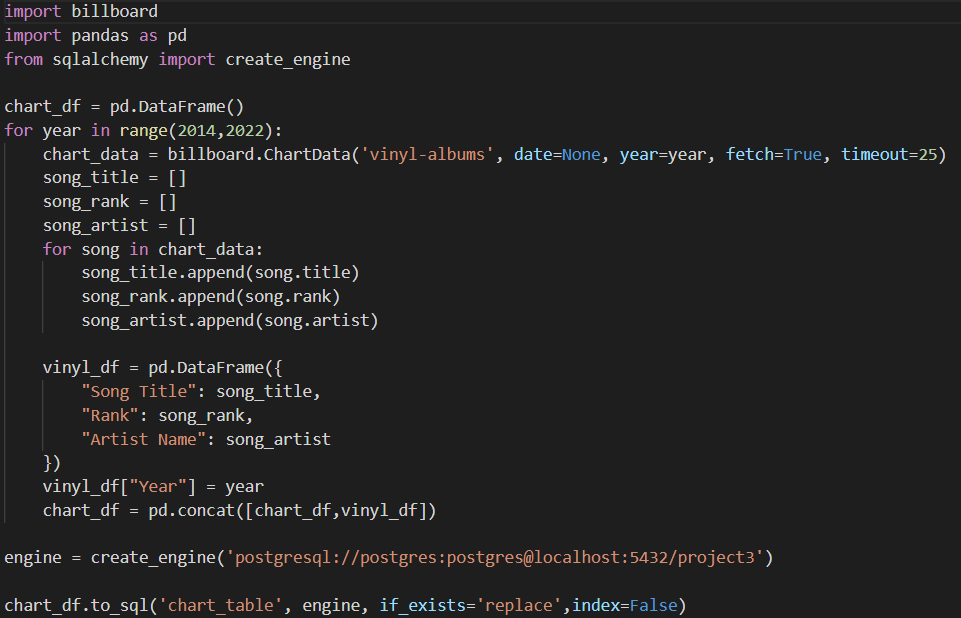 import billboard
import pandas as pd
from sqlalchemy import create_engine

chart_df = pd.DataFrame()
for year in range(2014,2022):
    chart_data = billboard.ChartData('vinyl-albums', date=None, year=year, fetch=True, timeout=25)
    song_title = []
    song_rank = []
    song_artist = []
    for song in chart_data:
        song_title.append(song.title)
        song_rank.append(song.rank)
        song_artist.append(song.artist)

    vinyl_df = pd.DataFrame({
        "Song Title": song_title,
        "Rank": song_rank,
        "Artist Name": song_artist
    })
    vinyl_df["Year"] = year
    chart_df = pd.concat([chart_df,vinyl_df])

engine = create_engine('postgresql://postgres:postgres@localhost:5432/project3')

chart_df.to_sql('chart_table', engine, if_exists='replace',index=False)